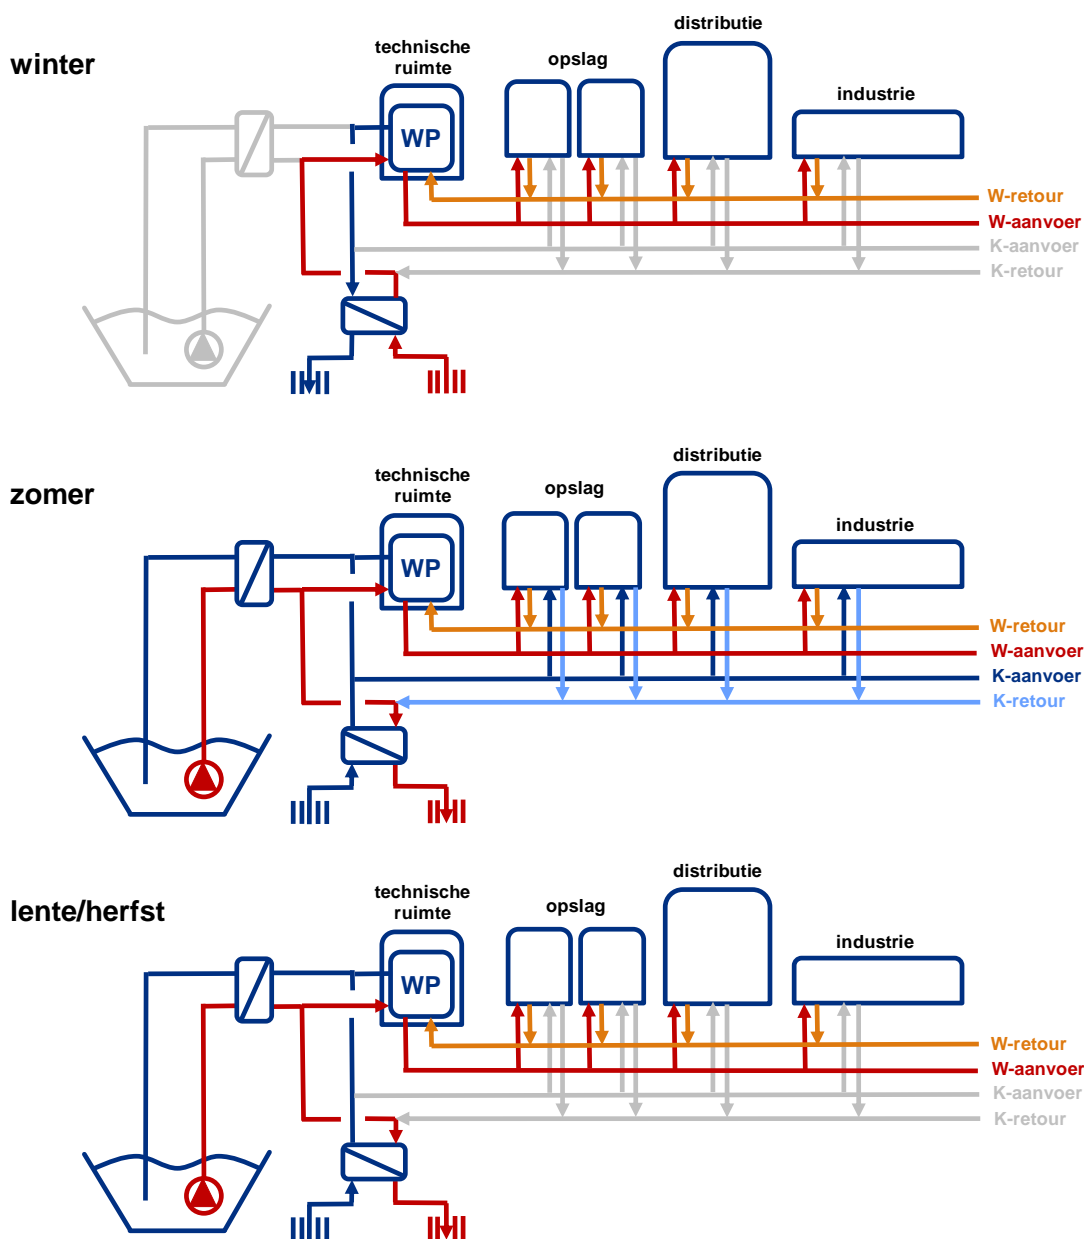 winter
technische
ruimte
opslag
distributie
industrie
WP
W-retour
W-aanvoer
K-aanvoer
K-retour
zomer
technische
ruimte
opslag
distributie
industrie
WP
W-retour
W-aanvoer
K-aanvoer
K-retour
lente/herfst
technische
ruimte
opslag
distributie
industrie
WP
W-retour
W-aanvoer
K-aanvoer
K-retour